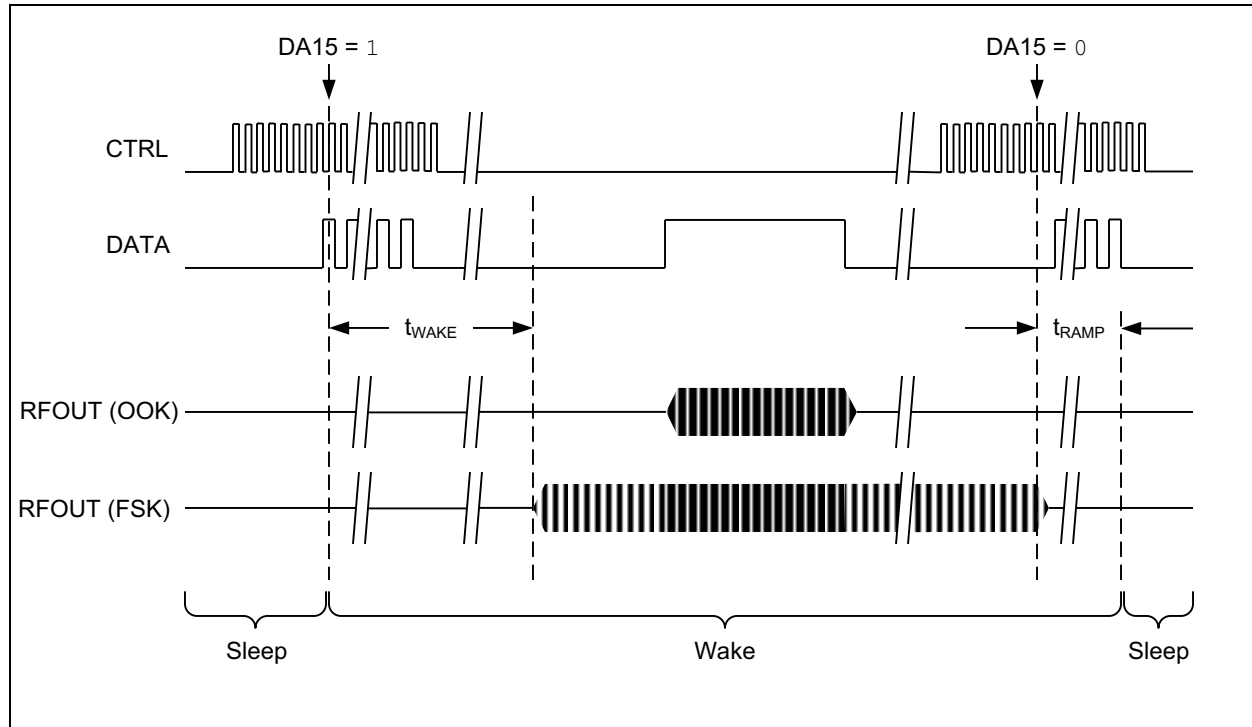 DA15 = 1
DA15 = 0
CTRL
DATA
tWAKE
tRAMP
RFOUT (OOK)
RFOUT (FSK)
Sleep
Wake
Sleep